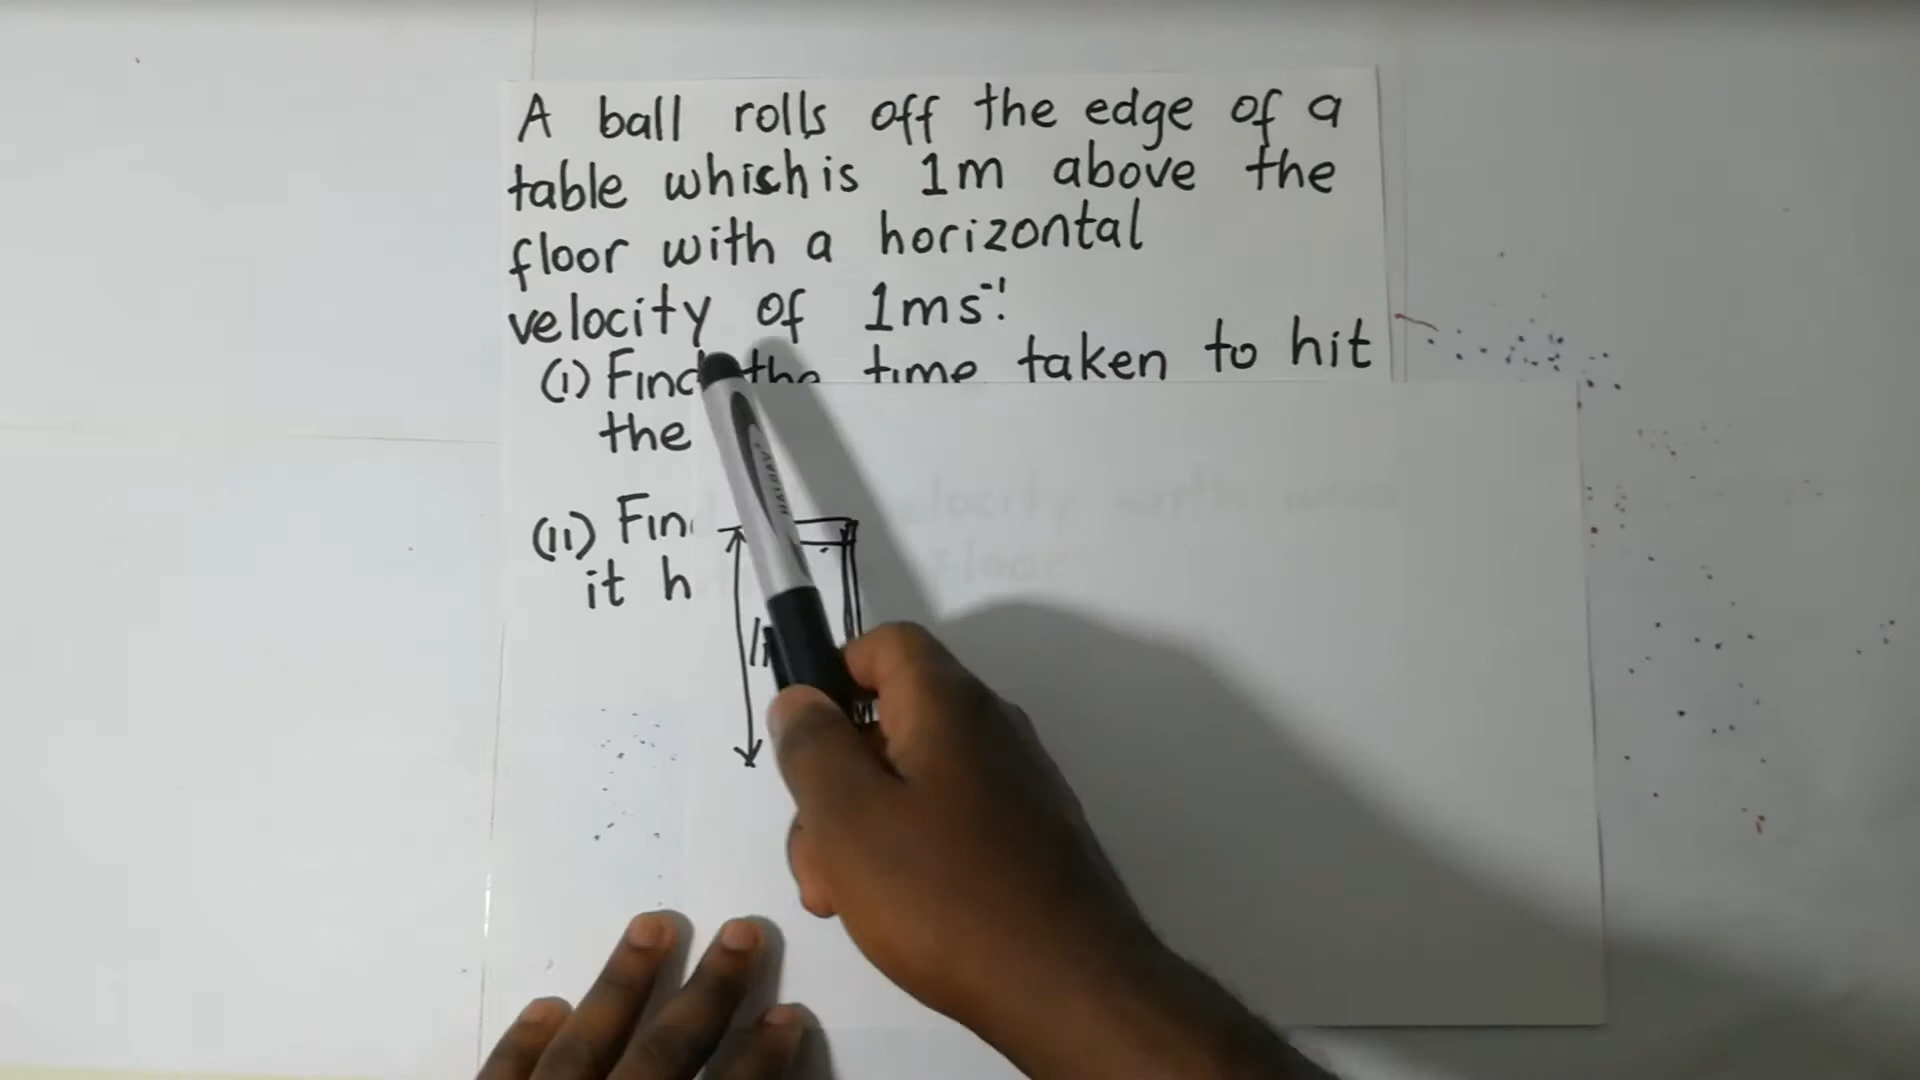 A ball rolls off the edge of a
table which is 1m above the
floor with a horizontal
velocity of 1ms⁻¹.
(i) Find the time taken to hit
the
(ii) Fin
it h